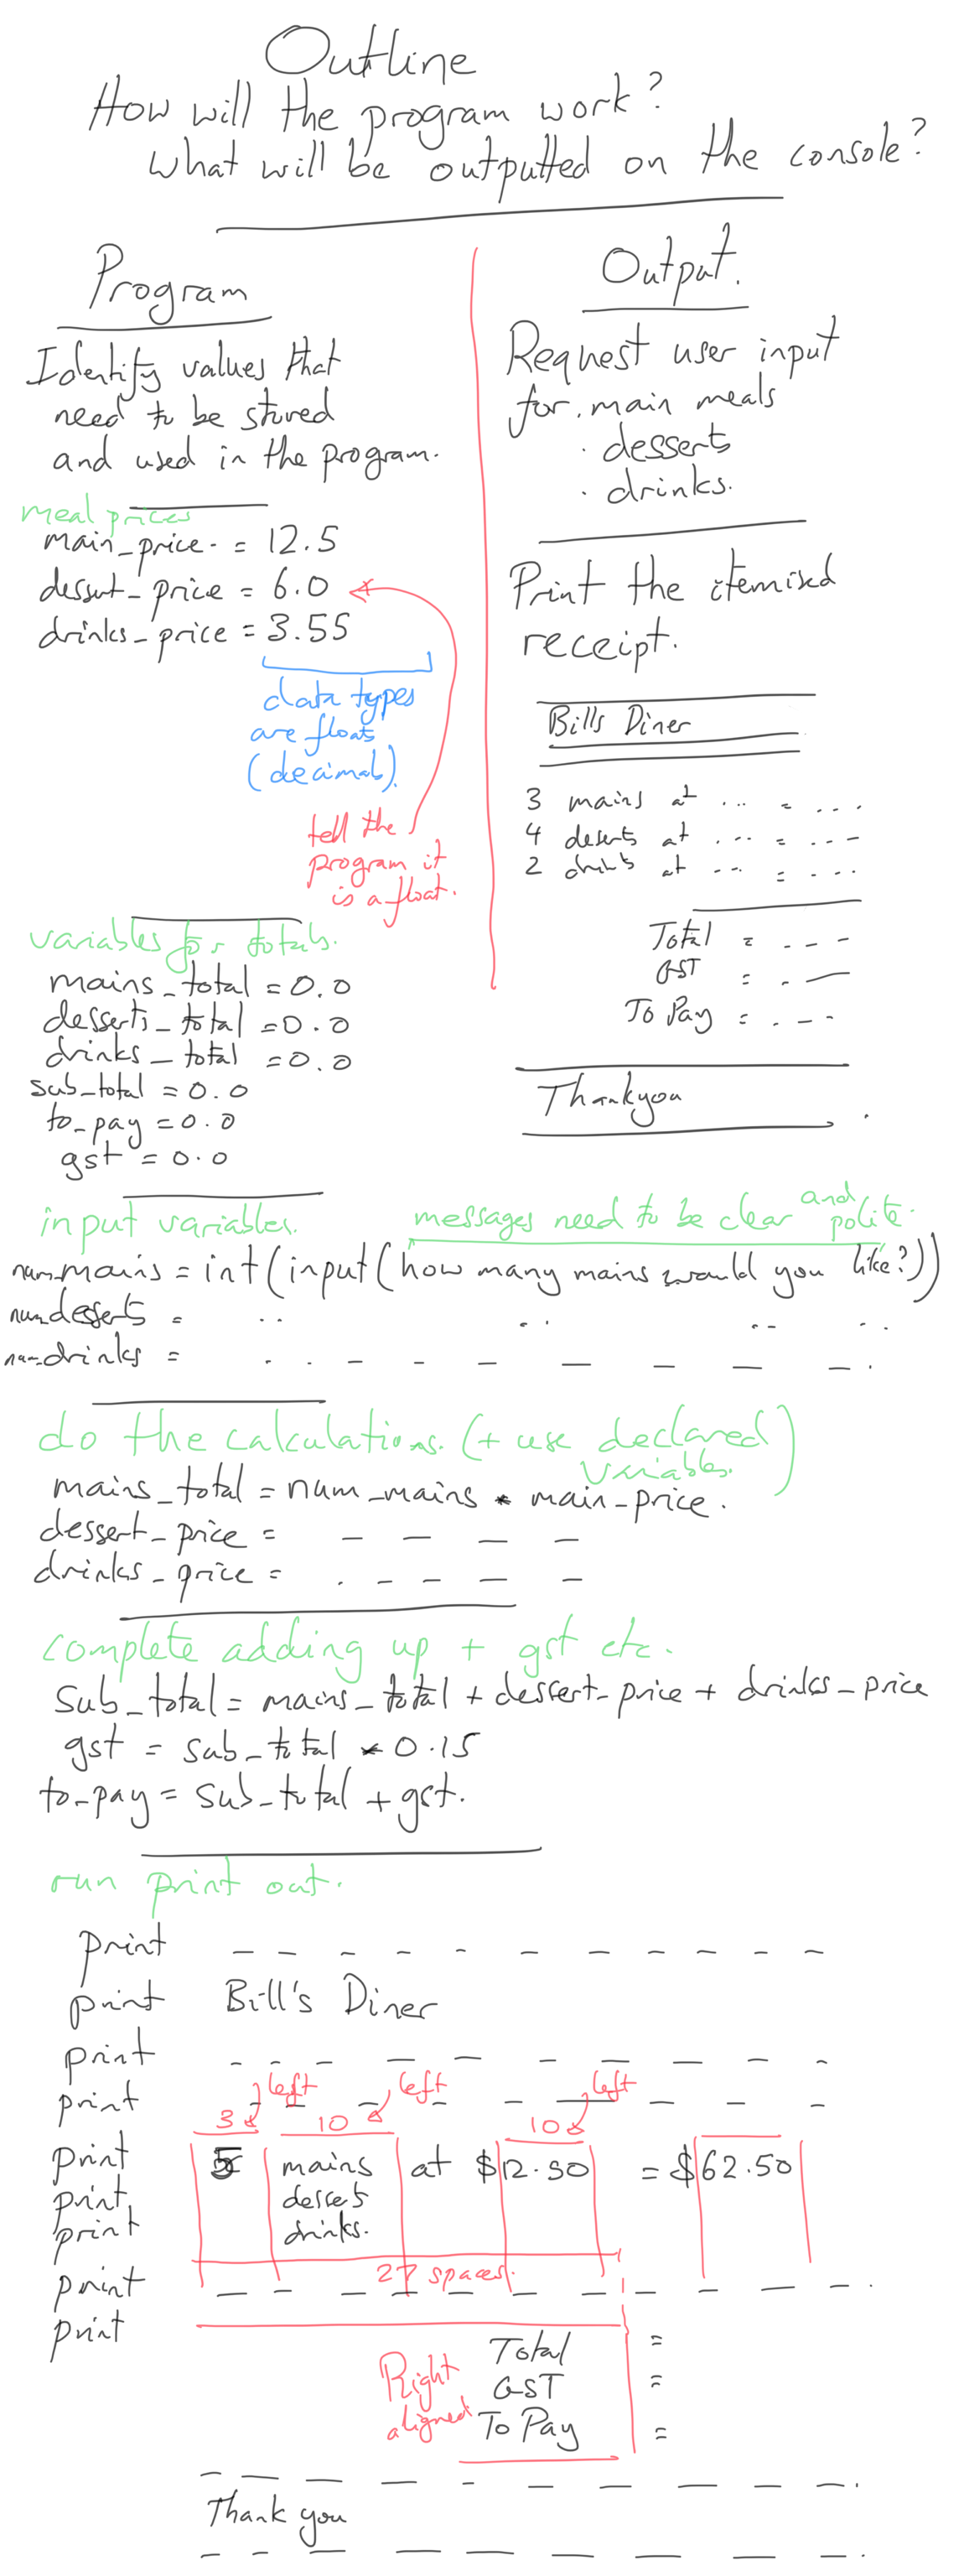 Outline
How will the program work?
what will be outputted on the console?
Program
Identify values that
need to be stored
and used in the program.
meal prices
main_price. = 12.5
dessert_price = 6.0
drinks_price = 3.55
data types
are floats
(decimals).
tell the
program it
is a float.
variables for totals.
mains_total = 0.0
desserts_total = 0.0
drinks_total = 0.0
sub_total = 0.0
to_pay = 0.0
gst = 0.0
Output.
Request user input
for . main meals
. desserts
. drinks.
Print the itemised
receipt.
Bills Diner
3 mains at ... = ...
4 deserts at ... = ...
2 drinks at ... = ...
Total = ...
GST = ...
To Pay = ...
Thankyou
input variables.
messages need to be clear and polite.
num_mains = int(input(how many mains would you like?))
num_desserts =
num_drinks =
do the calculations. (+ use declared
variables.)
mains_total = num_mains * main_price.
dessert_price =
drinks_price =
complete adding up + gst etc.
Sub_total = mains_total + dessert_price + drinks_price
gst = sub_total * 0.15
to_pay = sub_total + gst.
run print out.
print
print Bill's Diner
print
print
3 left 10 left 10 left
print 5 mains at $12.50 = $62.50
print desserts
print drinks.
27 spaces
print
print
Total =
Right GST =
aligned To Pay =
Thank you